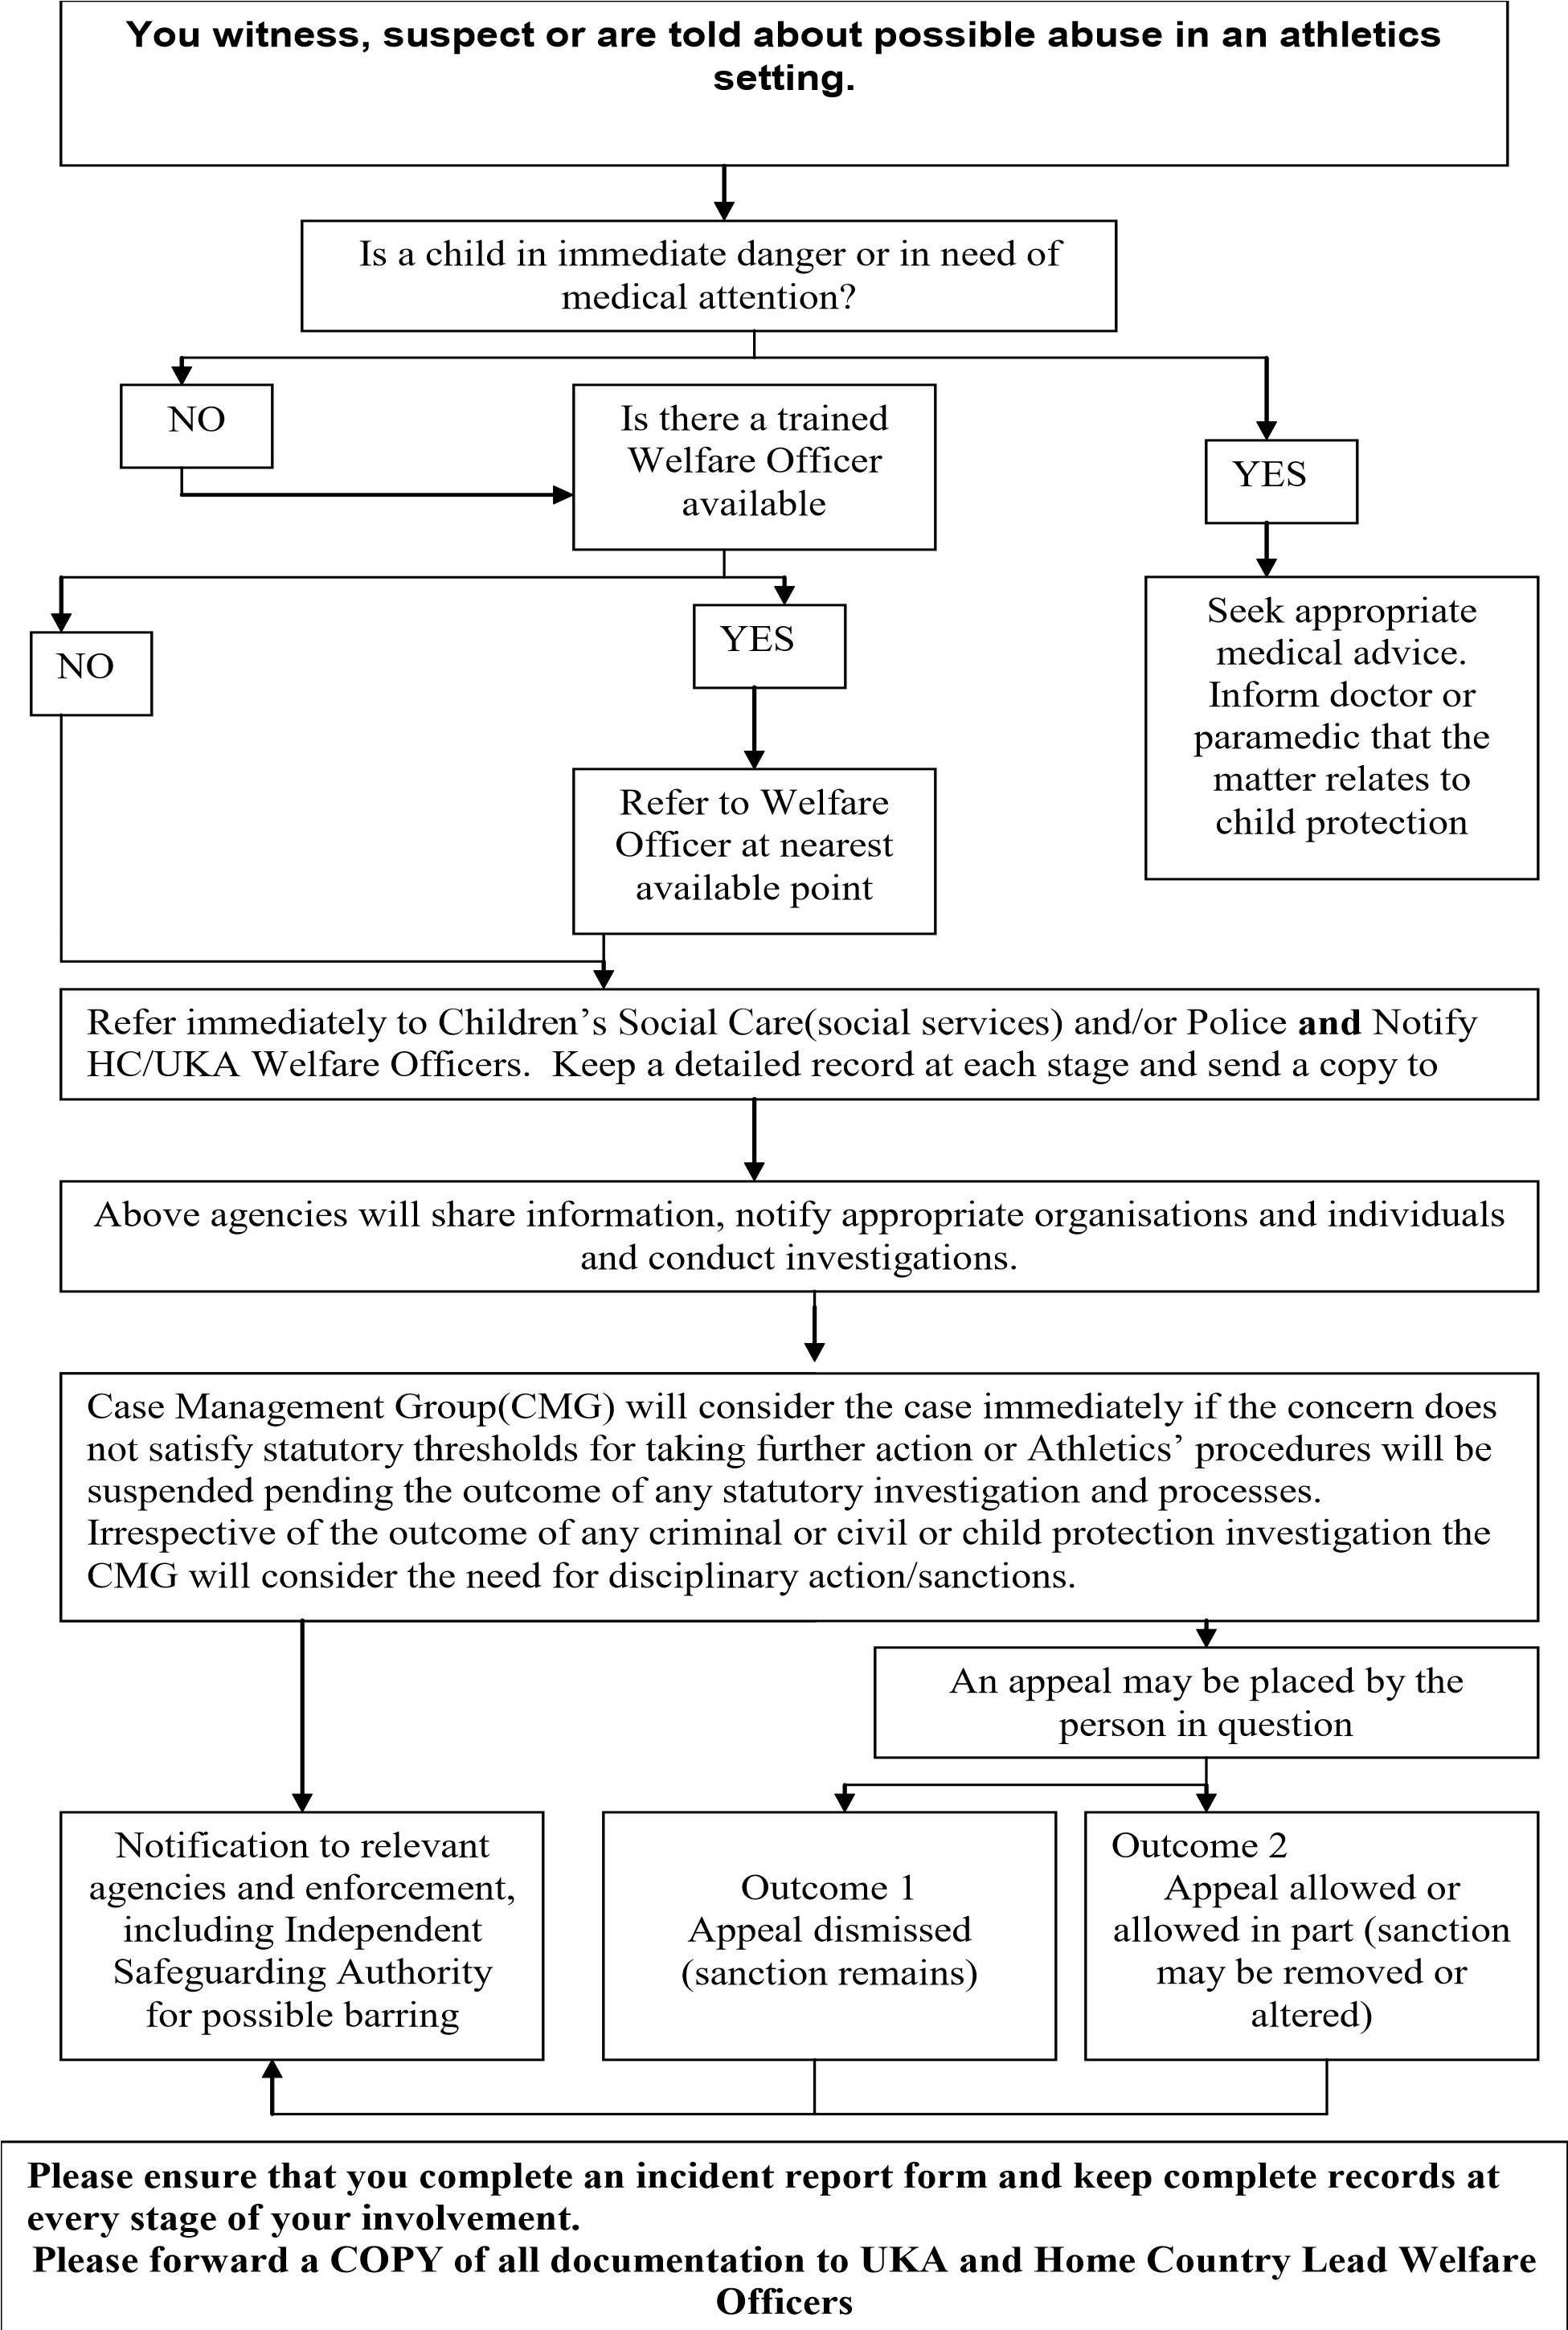 You witness, suspect or are told about possible abuse in an athletics
setting.
Is a child in immediate danger or in need of
medical attention?
NO
Is there a trained
Welfare Officer
available
YES
NO
YES
Seek appropriate
medical advice.
Inform doctor or
paramedic that the
matter relates to
child protection
Refer to Welfare
Officer at nearest
available point
Refer immediately to Children’s Social Care(social services) and/or Police and Notify
HC/UKA Welfare Officers.  Keep a detailed record at each stage and send a copy to
Above agencies will share information, notify appropriate organisations and individuals
and conduct investigations.
Case Management Group(CMG) will consider the case immediately if the concern does
not satisfy statutory thresholds for taking further action or Athletics’ procedures will be
suspended pending the outcome of any statutory investigation and processes.
Irrespective of the outcome of any criminal or civil or child protection investigation the
CMG will consider the need for disciplinary action/sanctions.
An appeal may be placed by the
person in question
Notification to relevant
agencies and enforcement,
including Independent
Safeguarding Authority
for possible barring
Outcome 1
Appeal dismissed
(sanction remains)
Outcome 2
Appeal allowed or
allowed in part (sanction
may be removed or
altered)
Please ensure that you complete an incident report form and keep complete records at
every stage of your involvement.
Please forward a COPY of all documentation to UKA and Home Country Lead Welfare
Officers